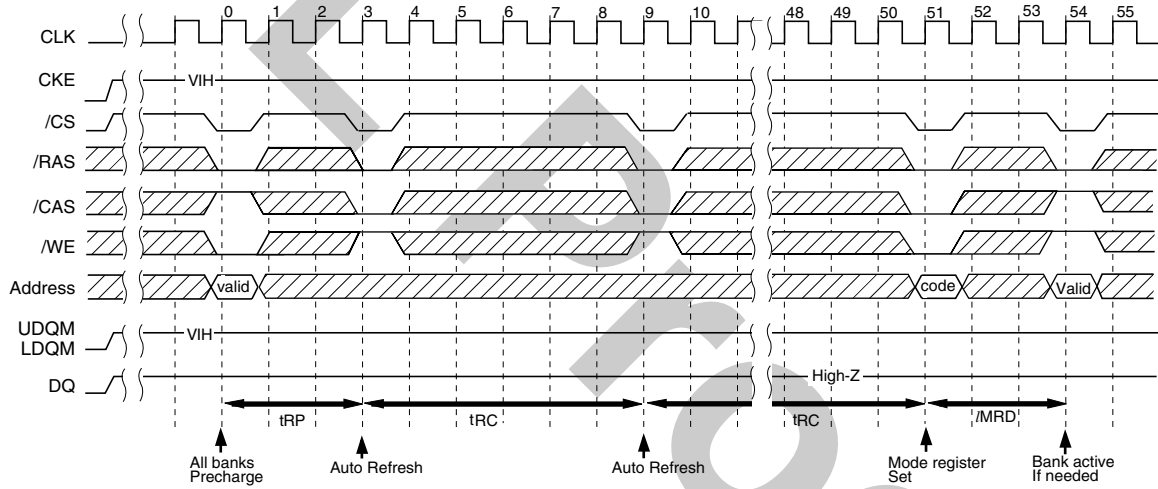 0 1 2 3 4 5 6 7 8 9 10 48 49 50 51 52 53 54 55
CLK
CKE VIH
/CS
/RAS
/CAS
/WE
Address valid code Valid
UDQM
LDQM VIH
DQ High-Z
tRP tRC tRC lMRD
All banks
Precharge
Auto Refresh
Auto Refresh
Mode register
Set
Bank active
If needed